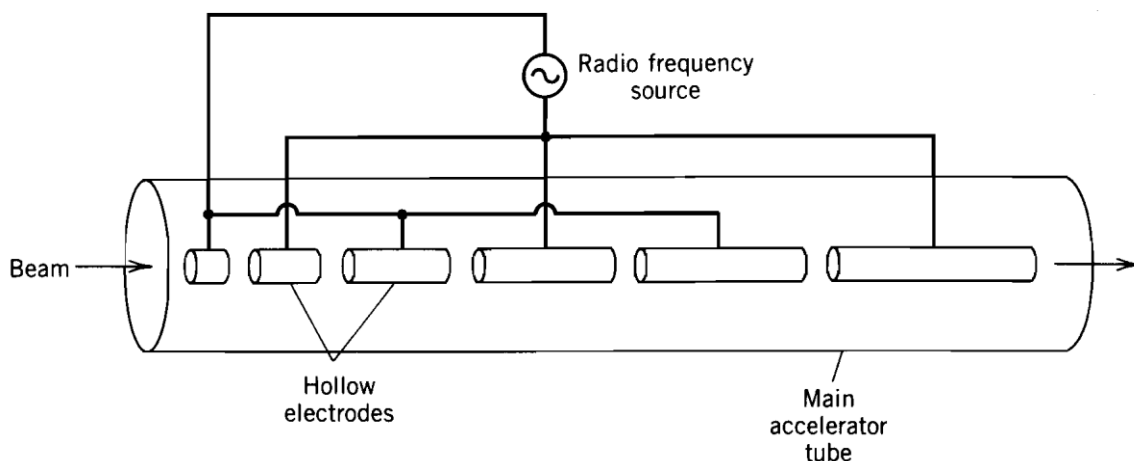 Radio frequency
source
Beam
Hollow
electrodes
Main
accelerator
tube